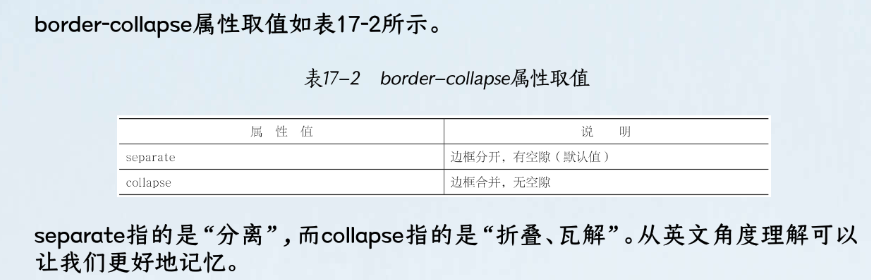 border-collapse属性取值如表17-2所示。
表17–2 border–collapse属性取值
属 性 值 说 明
separate 边框分开，有空隙（默认值）
collapse 边框合并，无空隙
separate指的是“分离”，而collapse指的是“折叠、瓦解”。从英文角度理解可以
让我们更好地记忆。